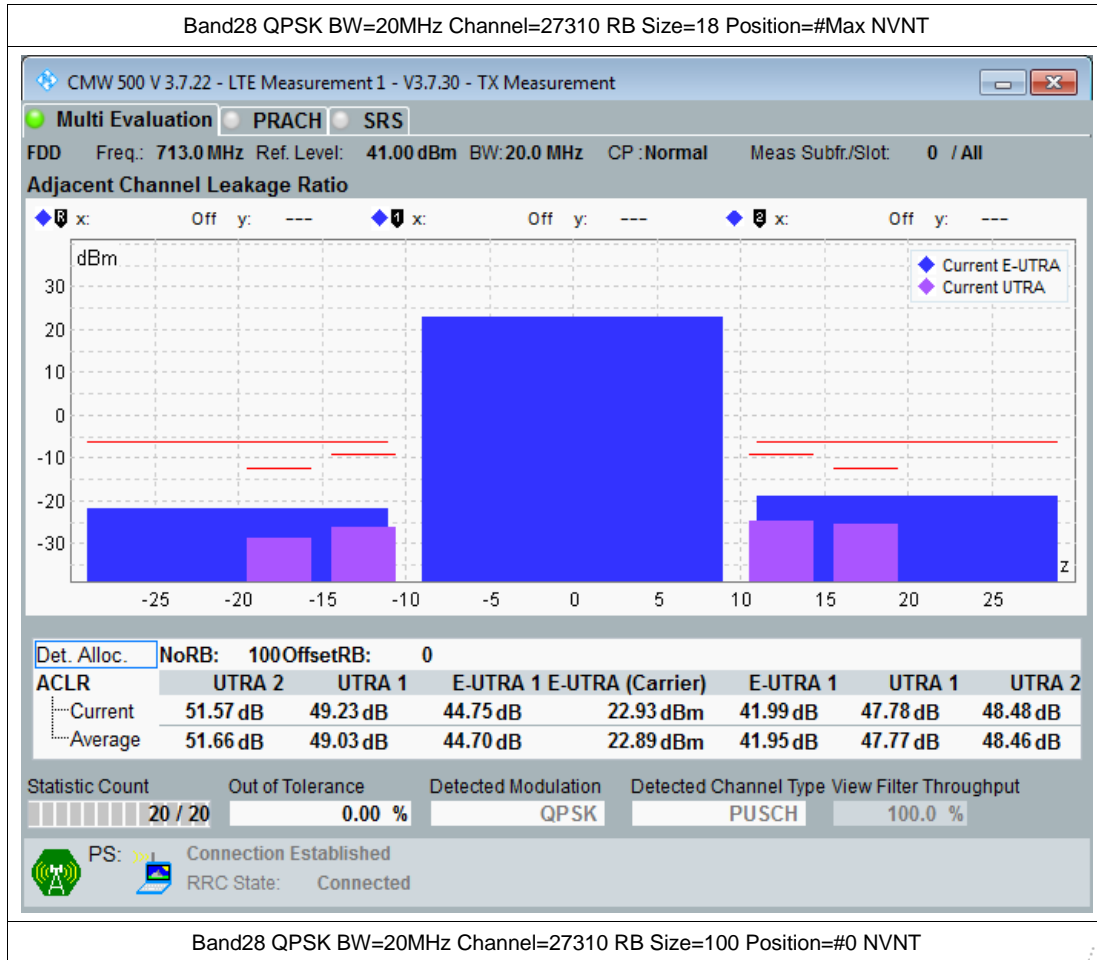 Band28 QPSK BW=20MHz Channel=27310 RB Size=18 Position=#Max NVNT
CMW 500 V 3.7.22 - LTE Measurement 1 - V3.7.30 - TX Measurement
Multi Evaluation PRACH SRS
FDD Freq.: 713.0 MHz Ref. Level: 41.00 dBm BW: 20.0 MHz CP : Normal Meas Subfr./Slot: 0 / All
Adjacent Channel Leakage Ratio
R x: Off y: --- 1 x: Off y: --- 2 x: Off y: ---
dBm
Current E-UTRA
Current UTRA
30
20
10
0
-10
-20
-30
z
-25 -20 -15 -10 -5 0 5 10 15 20 25
Det. Alloc. NoRB: 100 OffsetRB: 0
ACLR UTRA 2 UTRA 1 E-UTRA 1 E-UTRA (Carrier) E-UTRA 1 UTRA 1 UTRA 2
Current 51.57 dB 49.23 dB 44.75 dB 22.93 dBm 41.99 dB 47.78 dB 48.48 dB
Average 51.66 dB 49.03 dB 44.70 dB 22.89 dBm 41.95 dB 47.77 dB 48.46 dB
Statistic Count Out of Tolerance Detected Modulation Detected Channel Type View Filter Throughput
20 / 20 0.00 % QPSK PUSCH 100.0 %
PS: Connection Established
RRC State: Connected
Band28 QPSK BW=20MHz Channel=27310 RB Size=100 Position=#0 NVNT